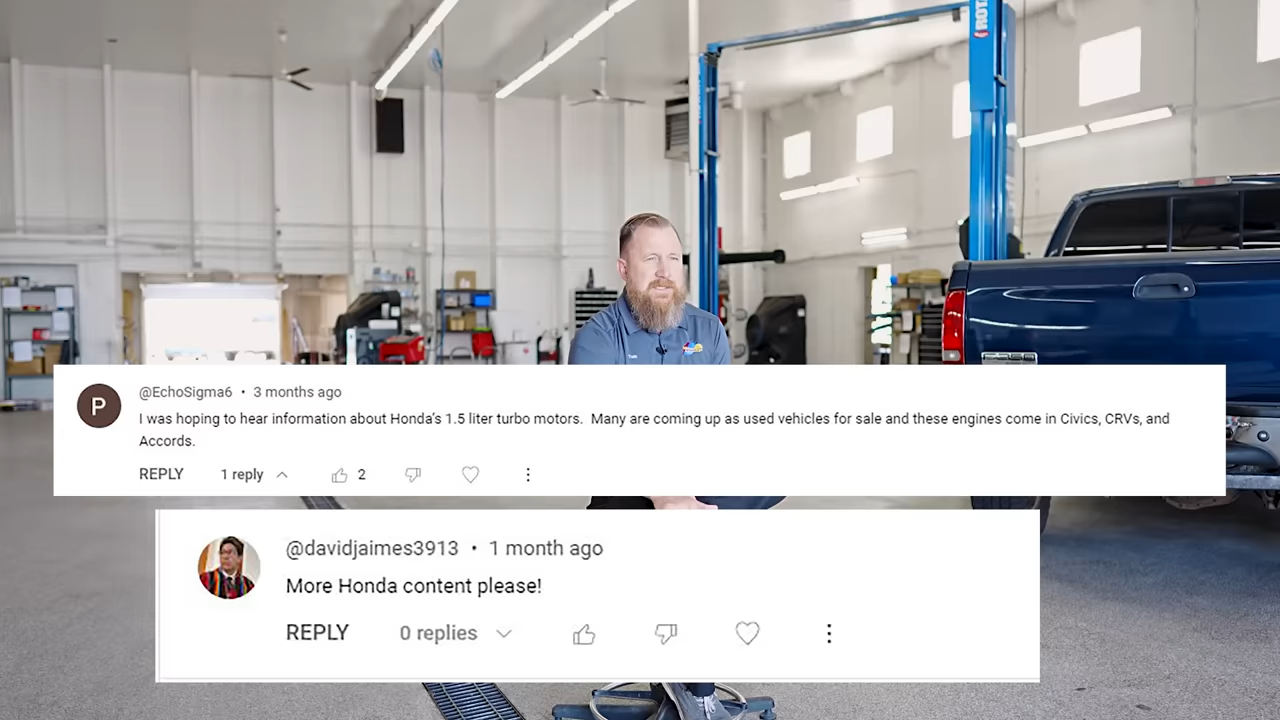 ROT
@EchoSigma6 • 3 months ago
P
I was hoping to hear information about Honda's 1.5 liter turbo motors. Many are coming up as used vehicles for sale and these engines come in Civics, CRVs, and
Accords.
REPLY 1 reply 2
@davidjaimes3913 • 1 month ago
More Honda content please!
REPLY 0 replies